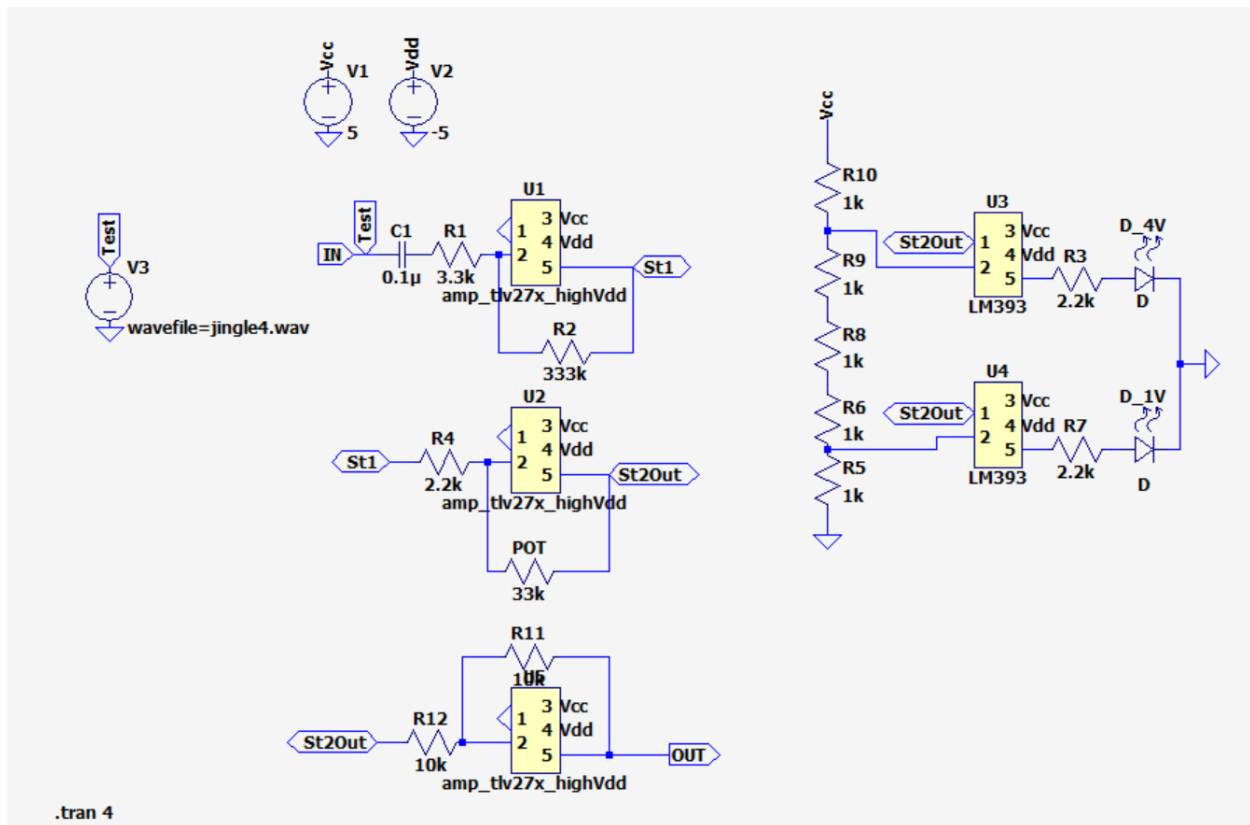 Vcc
V1
5
Vdd
V2
-5
Test
V3
wavefile=jingle4.wav
IN
Test
C1
0.1µ
R1
3.3k
U1
1
2
3
4
5
Vcc
Vdd
amp_tlv27x_highVdd
St1
R2
333k
St1
R4
2.2k
U2
1
2
3
4
5
Vcc
Vdd
amp_tlv27x_highVdd
St2Out
POT
33k
St2Out
R12
10k
R11
10k
U5
1
2
3
4
5
Vcc
Vdd
amp_tlv27x_highVdd
OUT
Vcc
R10
1k
R9
1k
R8
1k
R6
1k
R5
1k
St2Out
U3
1
2
3
4
5
Vcc
Vdd
LM393
R3
2.2k
D_4V
D
St2Out
U4
1
2
3
4
5
Vcc
Vdd
LM393
R7
2.2k
D_1V
D
.tran 4